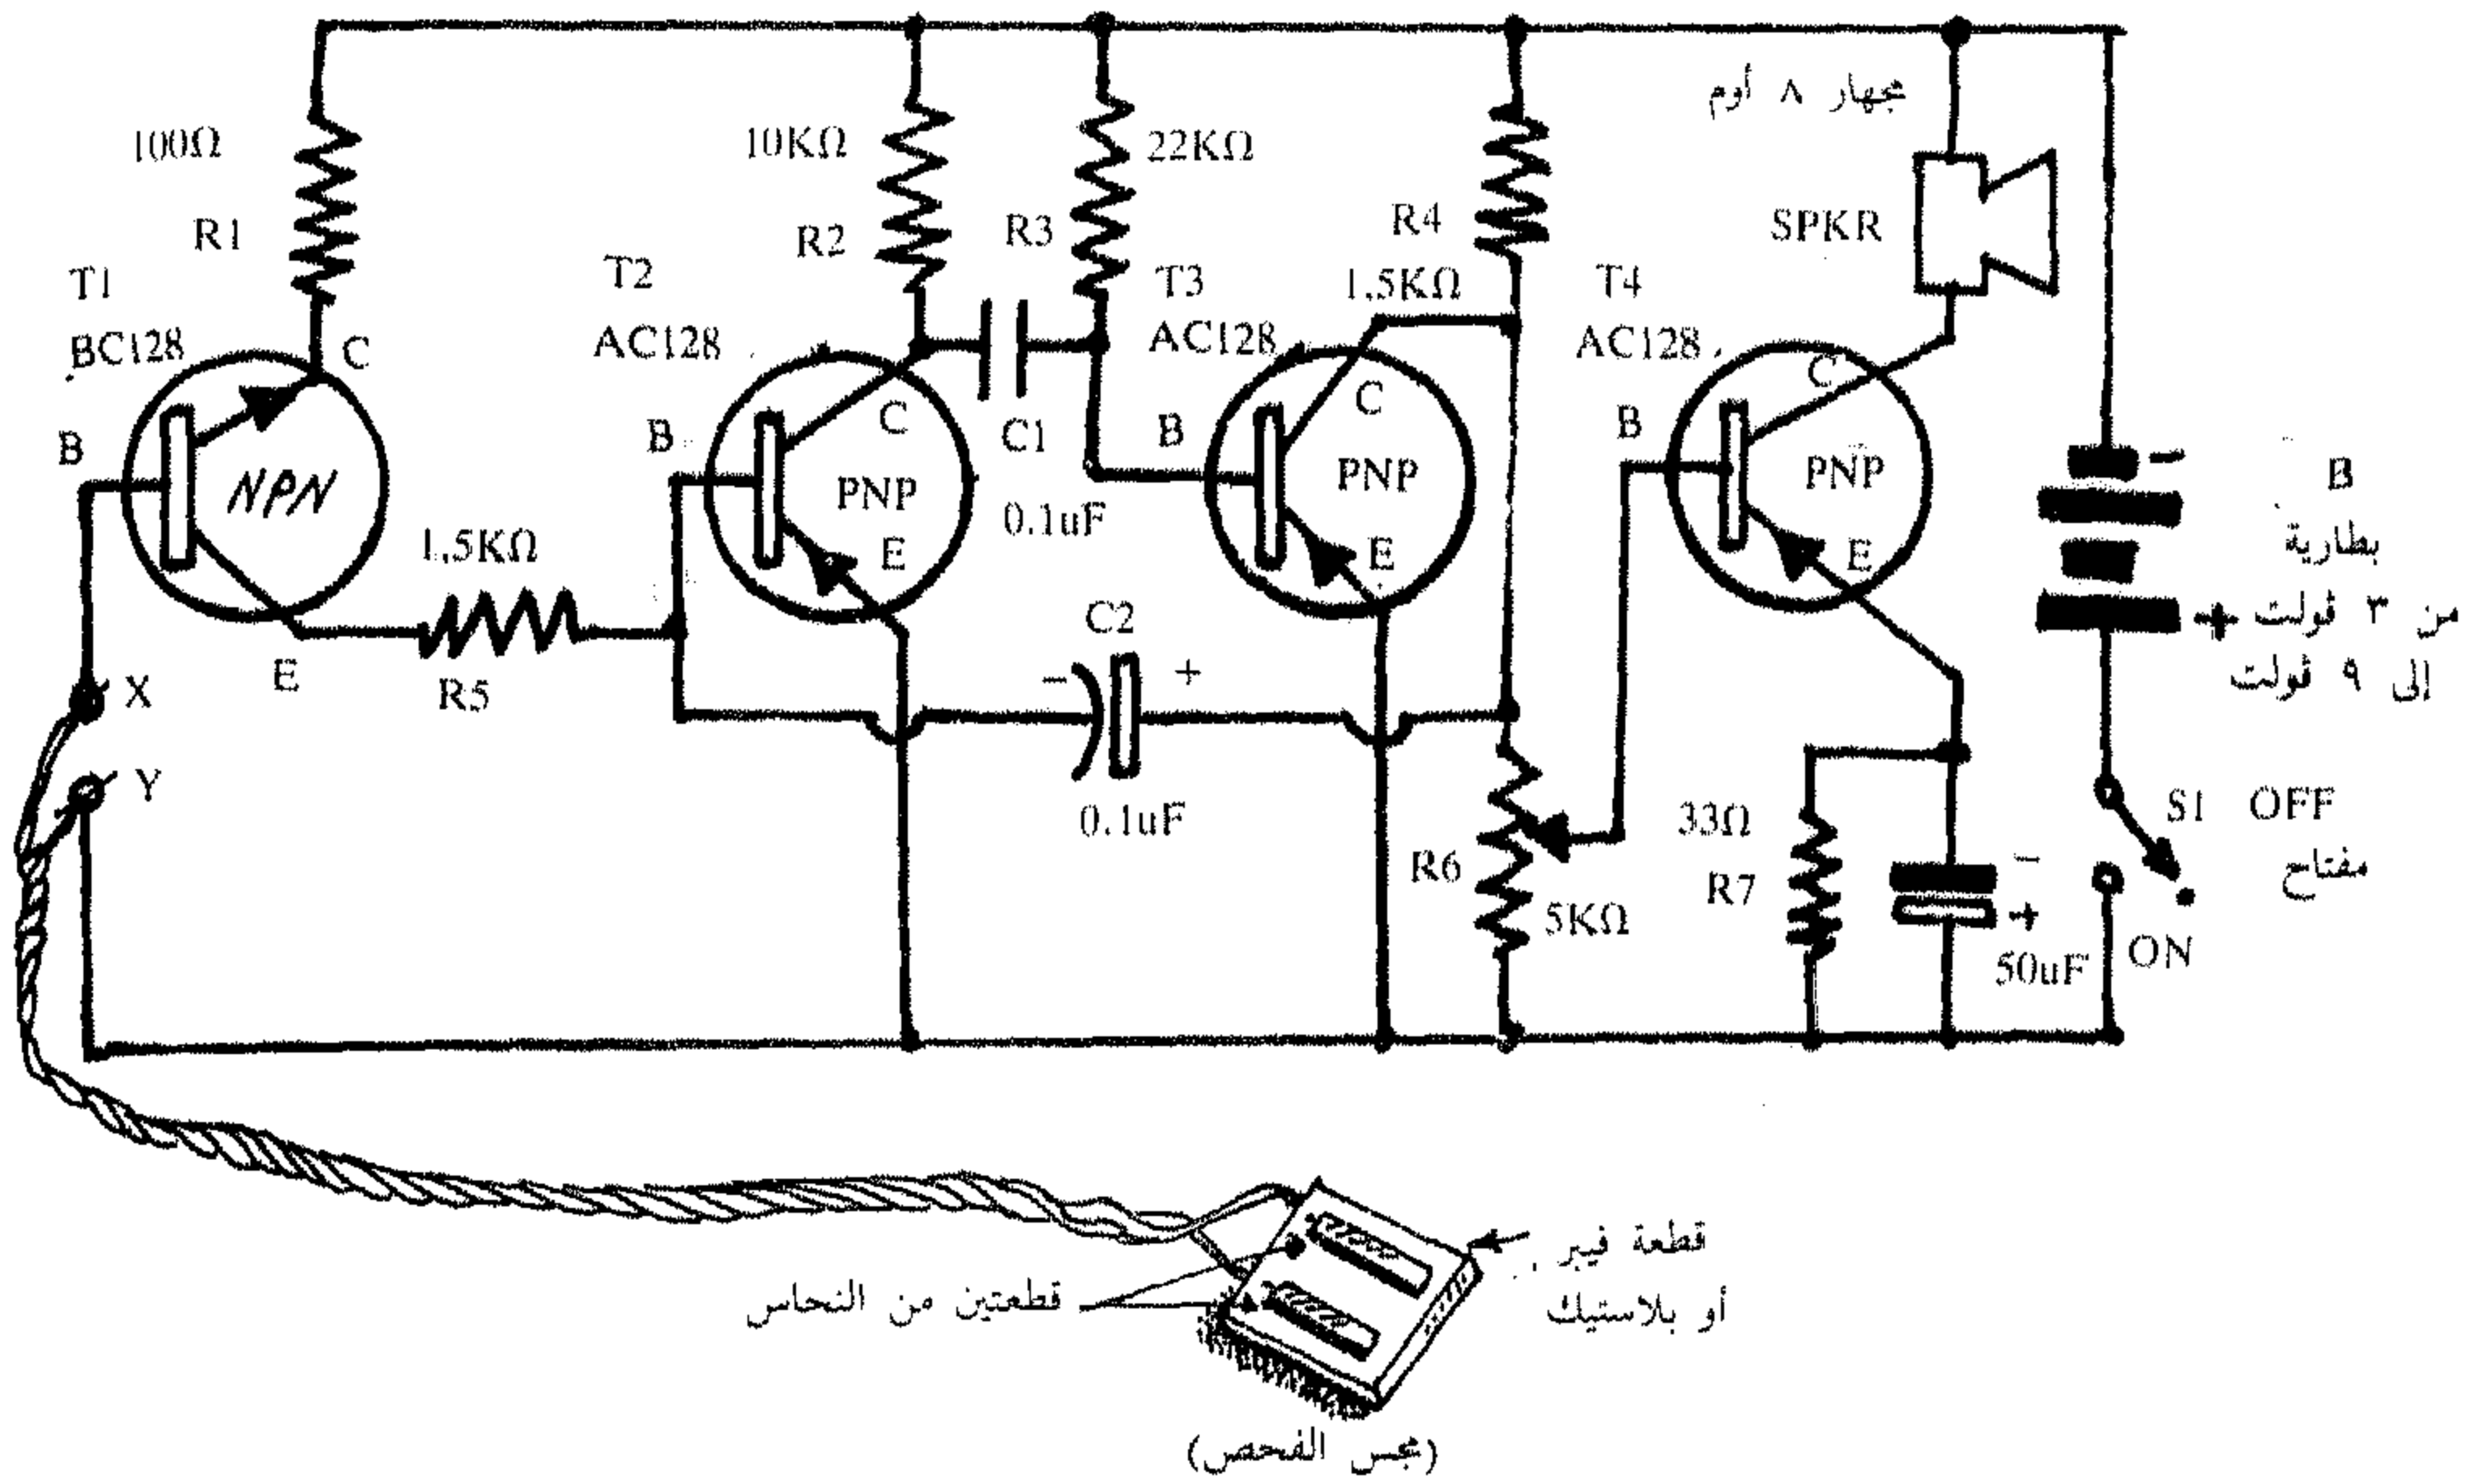 مجهار ٨ أوم
100Ω
R1
T1
BC128
C
B
NPN
E
X
Y
1.5KΩ
R5
10KΩ
R2
T2
AC128
B
C
PNP
E
C1
0.1uF
22KΩ
R3
T3
AC128
B
C
PNP
E
C2
-
+
0.1uF
R4
1.5KΩ
R6
5KΩ
T4
AC128
B
C
PNP
E
SPKR
33Ω
R7
-
+
50uF
-
B
بطارية
+ من ٣ ڤولت
إلى ٩ ڤولت
S1 OFF
مفتاح
ON
قطعة فيبر
أو بلاستيك
قطعتين من النحاس
(مجس الفحص)